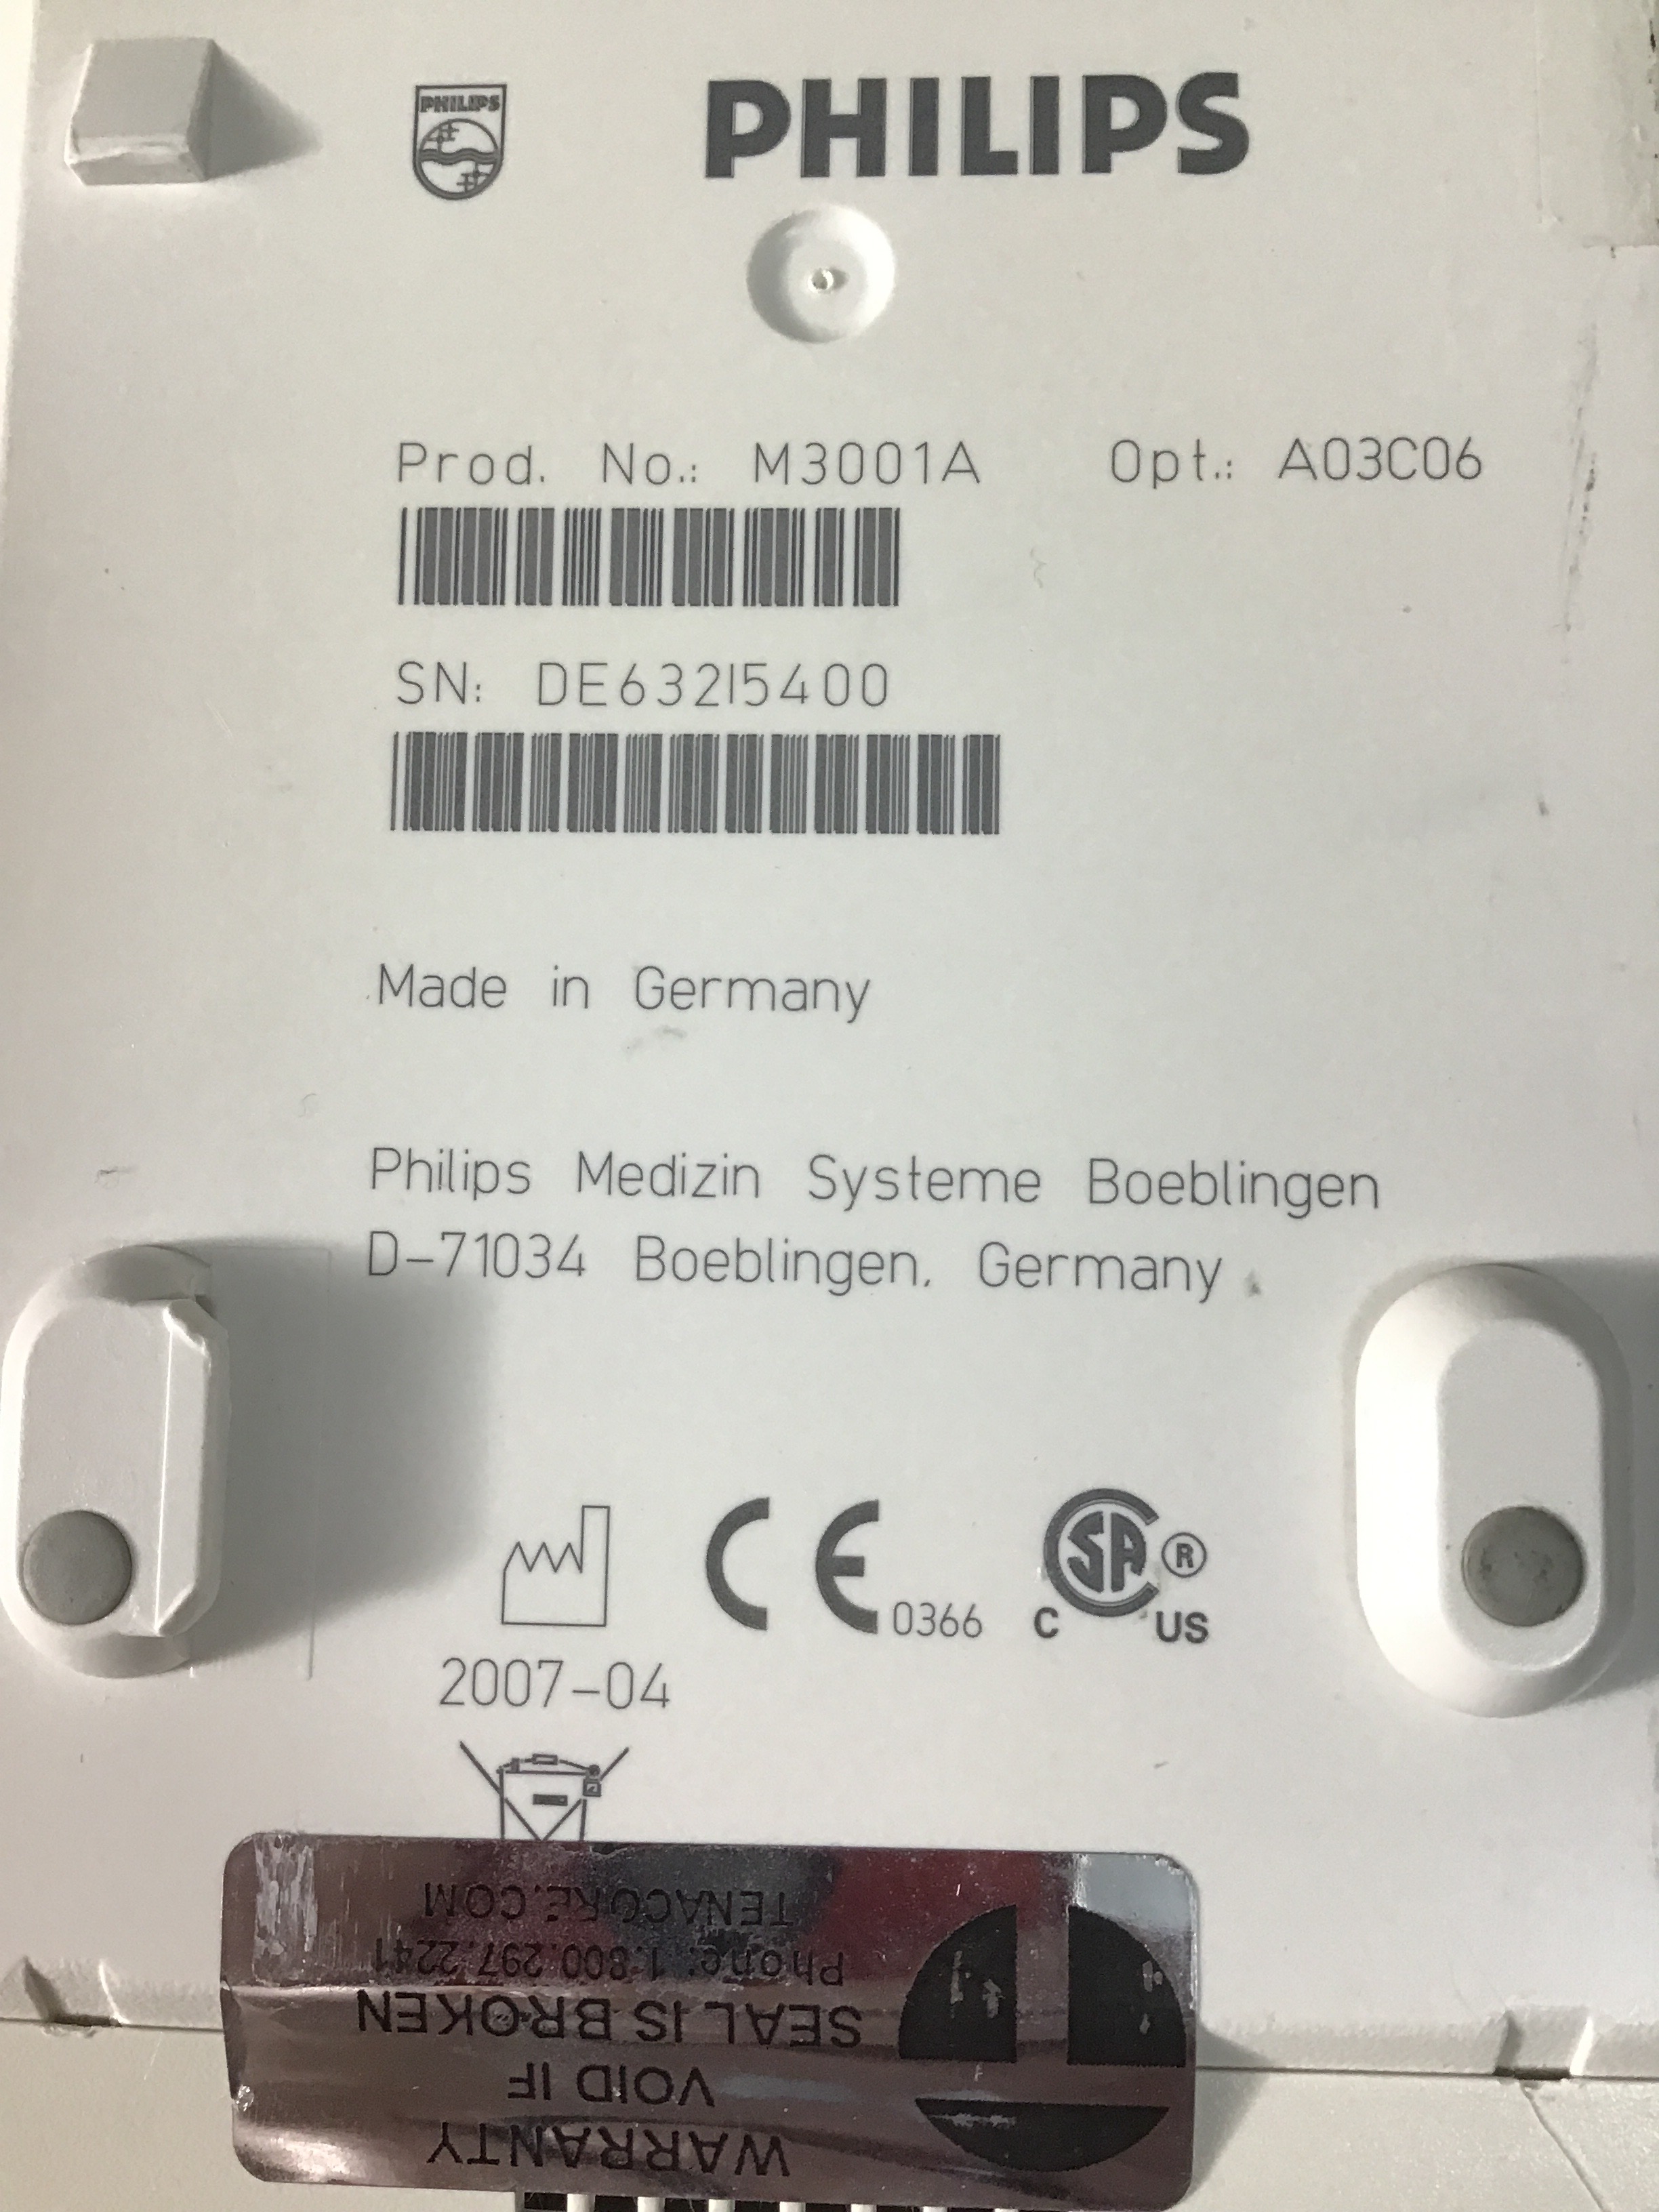 PHILIPS
PHILIPS
Prod. No.: M3001A Opt.: A03C06
SN: DE632I5400
Made in Germany
Philips Medizin Systeme Boeblingen
D-71034 Boeblingen, Germany
CE 0366
CSA ® C US
2007-04
WARRANTY
VOID IF
SEAL IS BROKEN
Phone: 1.800.297.2241
TENACORE.COM